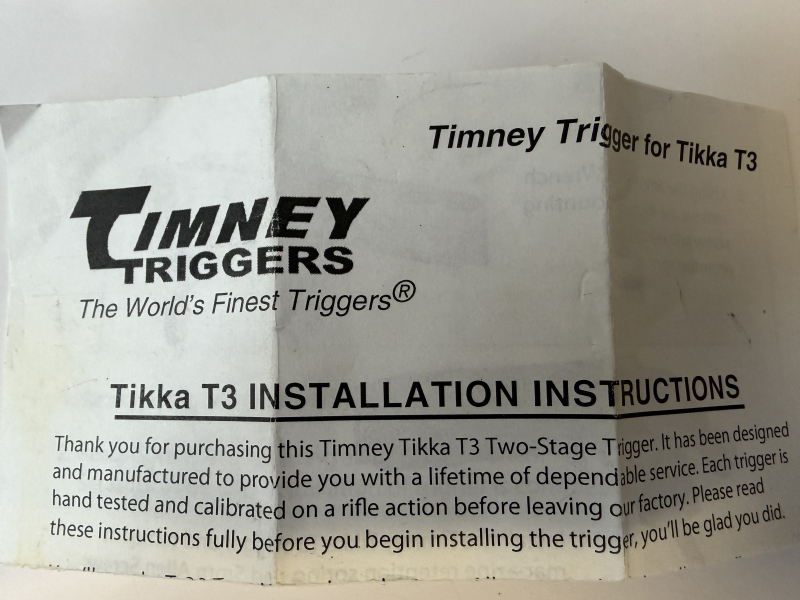 Timney Trigger for Tikka T3
TIMNEY
TRIGGERS
The World's Finest Triggers®
Tikka T3 INSTALLATION INSTRUCTIONS
Thank you for purchasing this Timney Tikka T3 Two-Stage Trigger. It has been designed
and manufactured to provide you with a lifetime of dependable service. Each trigger is
hand tested and calibrated on a rifle action before leaving our factory. Please read
these instructions fully before you begin installing the trigger, you'll be glad you did.